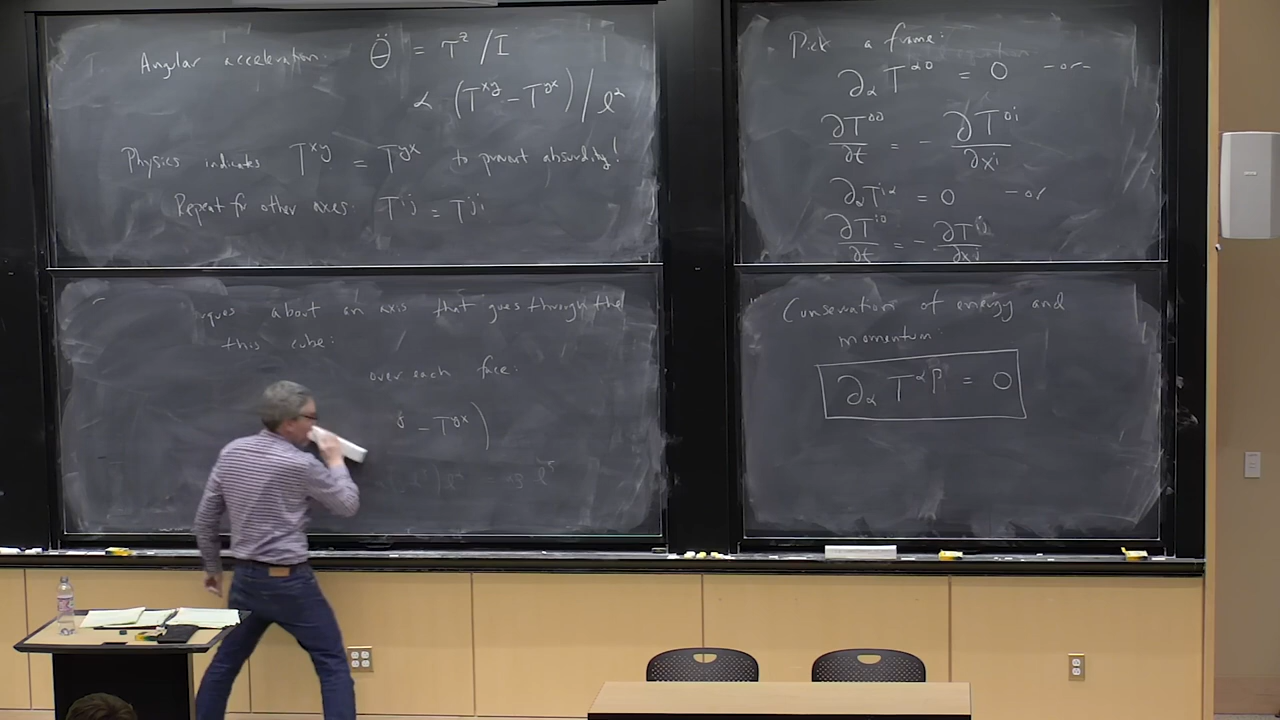 Angular acceleration: θ̈ = τ^z / I
∝ (T^{xy} - T^{yx}) / l^2
Physics indicates T^{xy} = T^{yx} to prevent absurdity!
Repeat for other axes: T^{ij} = T^{ji}
about an axis that goes through the
this cube:
over each face:
- T^{yx})
Pick a frame:
∂_α T^{α0} = 0 -or-
∂T^{00}/∂t = - ∂T^{0i}/∂x^i
∂_α T^{iα} = 0 -or
∂T^{i0}/∂t = - ∂T^{ij}/∂x^j
Conservation of energy and
momentum:
∂_α T^{αβ} = 0